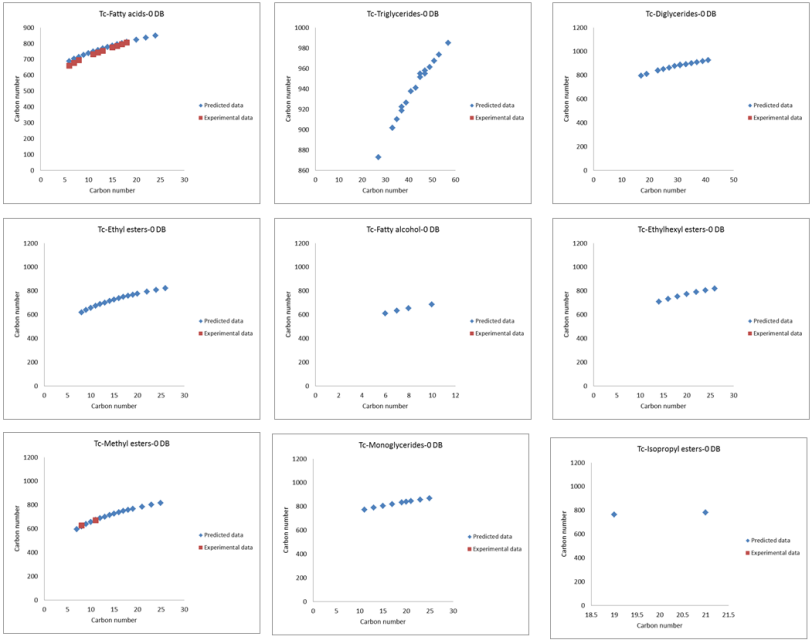 Tc-Fatty acids-0 DB
Carbon number
900
800
700
600
500
400
300
200
100
0
0 5 10 15 20 25 30
Carbon number
Predicted data
Experimental data
Tc-Triglycerides-0 DB
Carbon number
1000
980
960
940
920
900
880
860
0 10 20 30 40 50 60
Carbon number
Predicted data
Experimental data
Tc-Diglycerides-0 DB
Carbon number
1200
1000
800
600
400
200
0
0 10 20 30 40 50
Carbon number
Predicted data
Experimental data
Tc-Ethyl esters-0 DB
Carbon number
1200
1000
800
600
400
200
0
0 5 10 15 20 25 30
Carbon number
Predicted data
Experimental data
Tc-Fatty alcohol-0 DB
Carbon number
1200
1000
800
600
400
200
0
0 2 4 6 8 10 12
Carbon number
Predicted data
Experimental data
Tc-Ethylhexyl esters-0 DB
Carbon number
1200
1000
800
600
400
200
0
0 5 10 15 20 25 30
Carbon number
Predicted data
Experimental data
Tc-Methyl esters-0 DB
Carbon number
1200
1000
800
600
400
200
0
0 5 10 15 20 25 30
Carbon number
Predicted data
Experimental data
Tc-Monoglycerides-0 DB
Carbon number
1200
1000
800
600
400
200
0
0 5 10 15 20 25 30
Carbon number
Predicted data
Experimental data
Tc-Isopropyl esters-0 DB
Carbon number
1200
1000
800
600
400
200
0
18.5 19 19.5 20 20.5 21 21.5
Carbon number
Predicted data
Experimental data